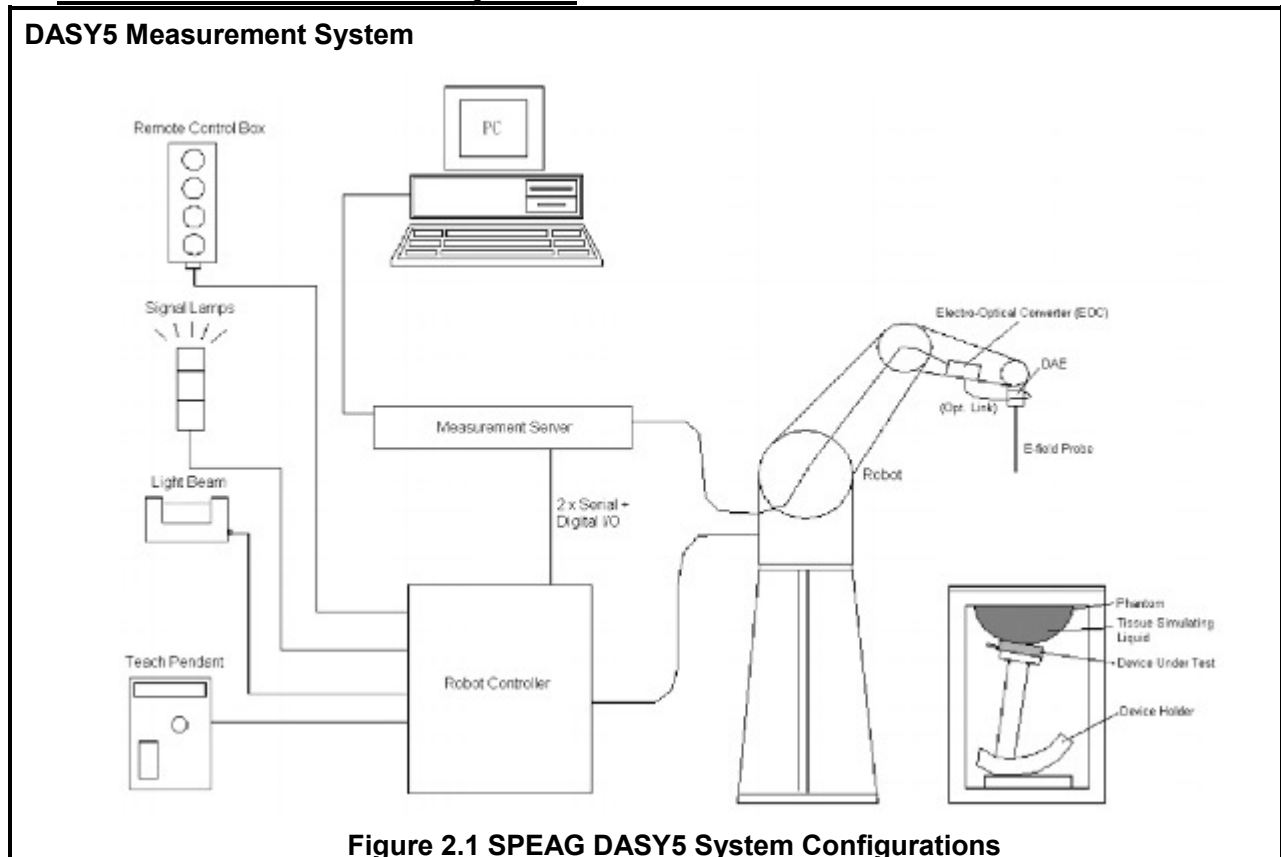 DASY5 Measurement System
Remote Control Box
PC
Signal Lamps
Electro-Optical Converter (EOC)
DAE
(Opt. Link)
Measurement Server
E-field Probe
Robot
Light Beam
2 x Serial +
Digital I/O
Phantom
Tissue Simulating
Liquid
Device Under Test
Teach Pendant
Robot Controller
Device Holder
Figure 2.1 SPEAG DASY5 System Configurations